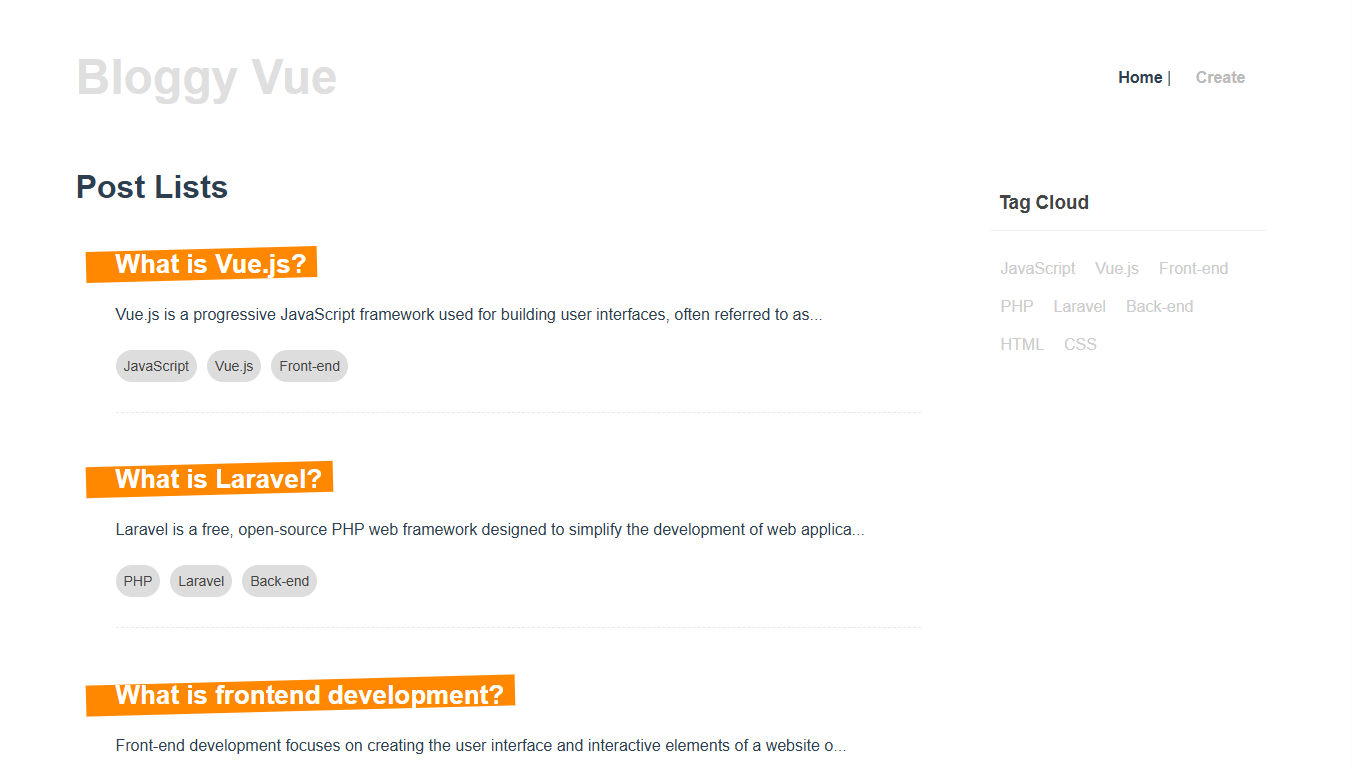 Bloggy Vue
Home | Create
Post Lists
What is Vue.js?
Vue.js is a progressive JavaScript framework used for building user interfaces, often referred to as...
JavaScript Vue.js Front-end
What is Laravel?
Laravel is a free, open-source PHP web framework designed to simplify the development of web applica...
PHP Laravel Back-end
What is frontend development?
Front-end development focuses on creating the user interface and interactive elements of a website o...
Tag Cloud
JavaScript Vue.js Front-end
PHP Laravel Back-end
HTML CSS